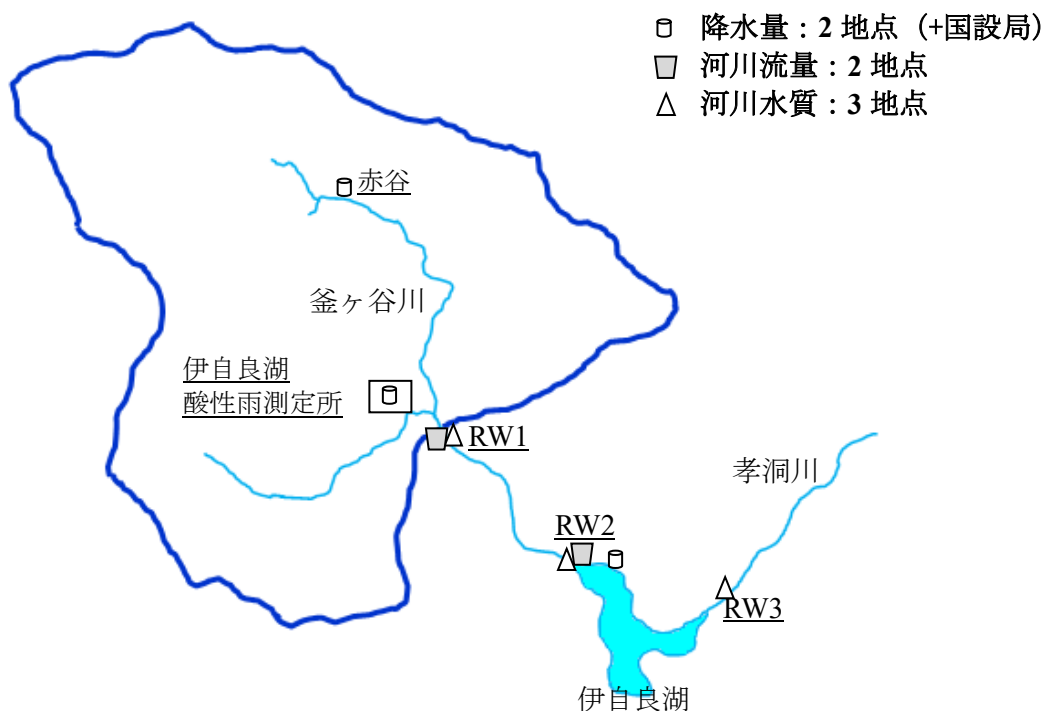 降水量：2 地点（+国設局）
河川流量：2 地点
河川水質：3 地点
赤谷
釜ヶ谷川
伊自良湖
酸性雨測定所
RW1
孝洞川
RW2
RW3
伊自良湖